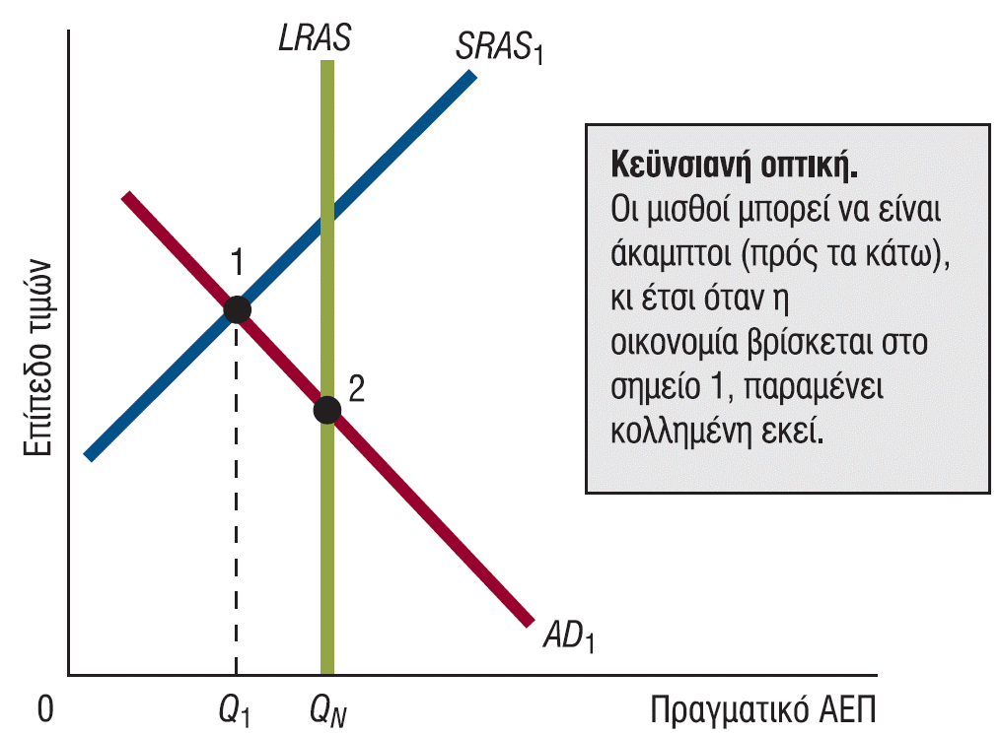 LRAS
SRAS₁
Κεϋνσιανή οπτική.
Οι μισθοί μπορεί να είναι
άκαμπτοι (πρός τα κάτω),
κι έτσι όταν η
οικονομία βρίσκεται στο
σημείο 1, παραμένει
κολλημένη εκεί.
Επίπεδο τιμών
1
2
AD₁
0
Q₁
Q_N
Πραγματικό ΑΕΠ